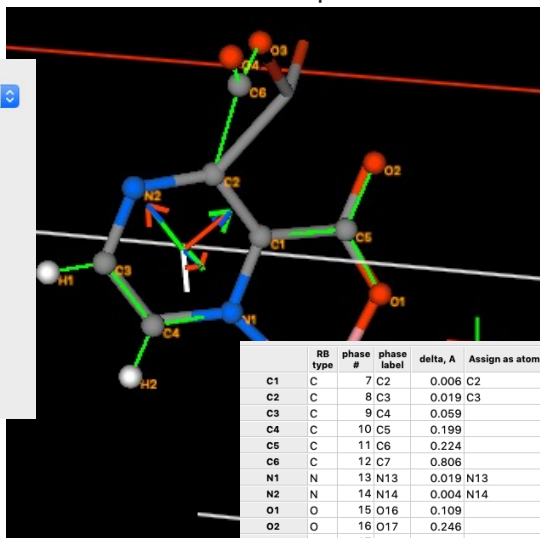 O3
O4
C6
C2
O2
N2
C1
C5
C3
H1
O1
N1
C4
H2
RB type phase # phase label delta, A Assign as atom
C1 C 7 C2 0.006 C2
C2 C 8 C3 0.019 C3
C3 C 9 C4 0.059
C4 C 10 C5 0.199
C5 C 11 C6 0.224
C6 C 12 C7 0.806
N1 N 13 N13 0.019 N13
N2 N 14 N14 0.004 N14
O1 O 15 O16 0.109
O2 O 16 O17 0.246